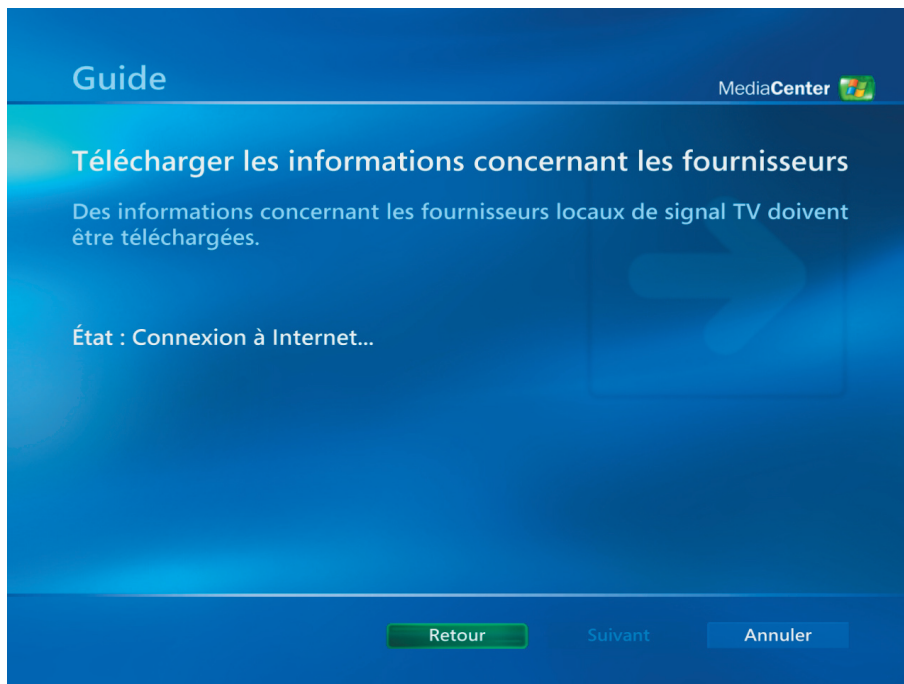 Guide
MediaCenter
Télécharger les informations concernant les fournisseurs
Des informations concernant les fournisseurs locaux de signal TV doivent
être téléchargées.
État : Connexion à Internet...
Retour Suivant Annuler